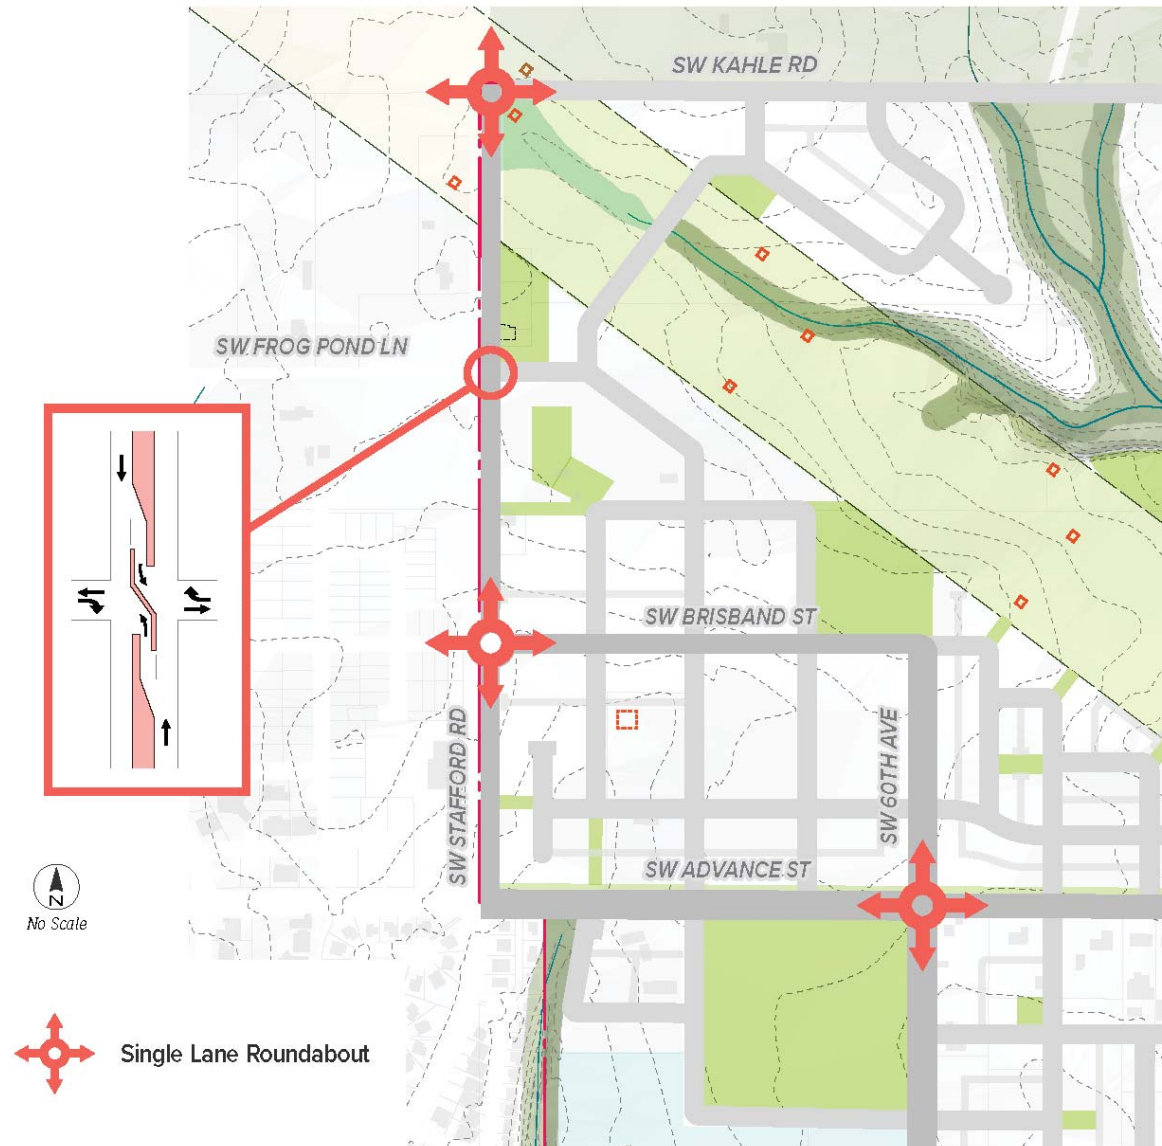 SW KAHLE RD
SW FROG POND LN
SW BRISBAND ST
SW STAFFORD RD
SW 60TH AVE
SW ADVANCE ST
N
No Scale
Single Lane Roundabout